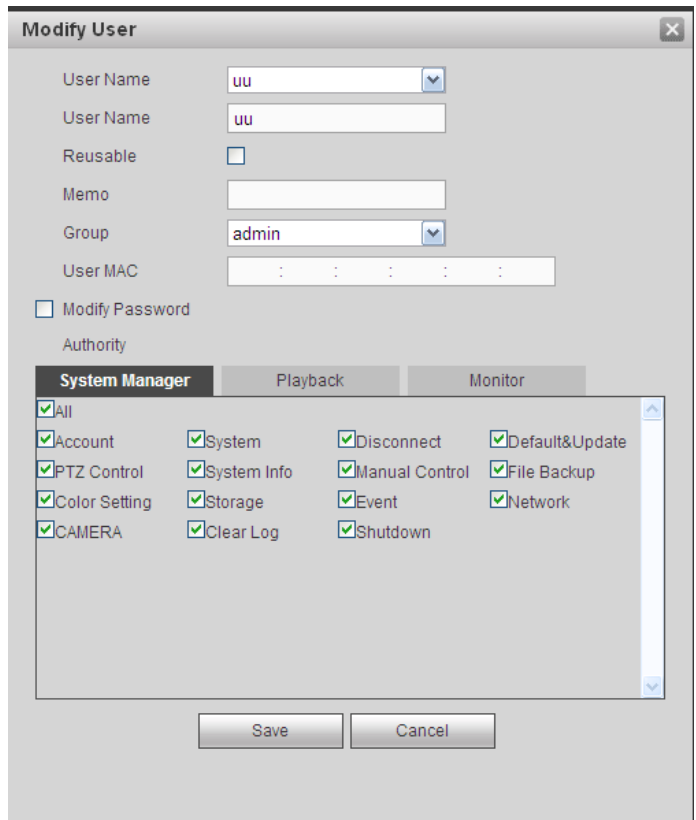 Modify User
User Name uu
User Name uu
Reusable
Memo
Group admin
User MAC : : : : :
Modify Password
Authority
System Manager Playback Monitor
All
Account System Disconnect Default&Update
PTZ Control System Info Manual Control File Backup
Color Setting Storage Event Network
CAMERA Clear Log Shutdown
Save Cancel